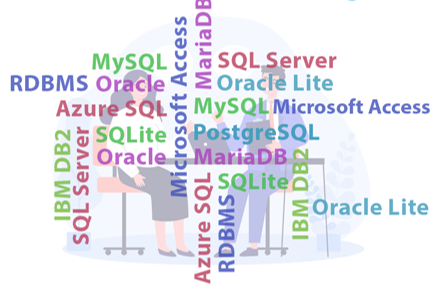 MariaDB
Microsoft Access
MySQL
SQL Server
RDBMS
Oracle
Oracle Lite
Azure SQL
MySQL
Microsoft Access
SQLite
PostgreSQL
IBM DB2
SQL Server
Oracle
MariaDB
SQLite
IBM DB2
Azure SQL
RDBMS
Oracle Lite